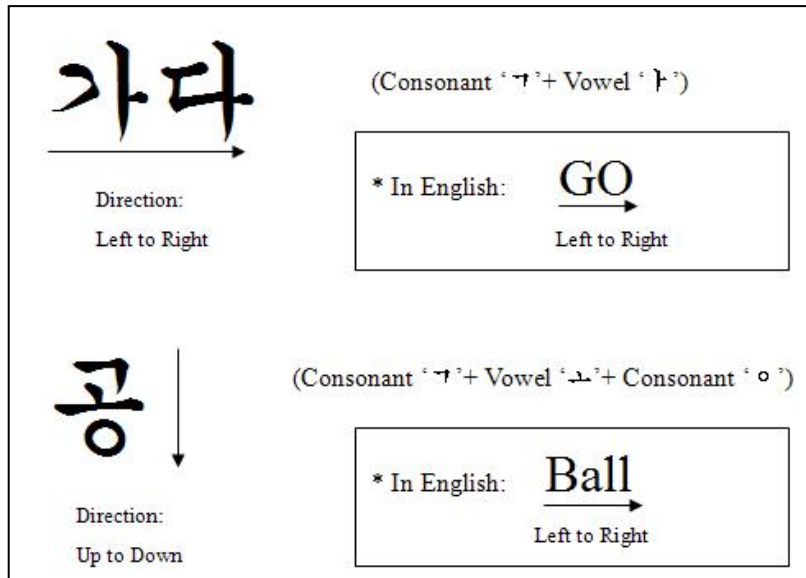 가다
(Consonant ‘ㄱ’+ Vowel ‘ㅏ’)
* In English: GO
Left to Right
Direction:
Left to Right
공
(Consonant ‘ㄱ’+ Vowel ‘ㅗ’+ Consonant ‘ㅇ’)
* In English: Ball
Left to Right
Direction:
Up to Down